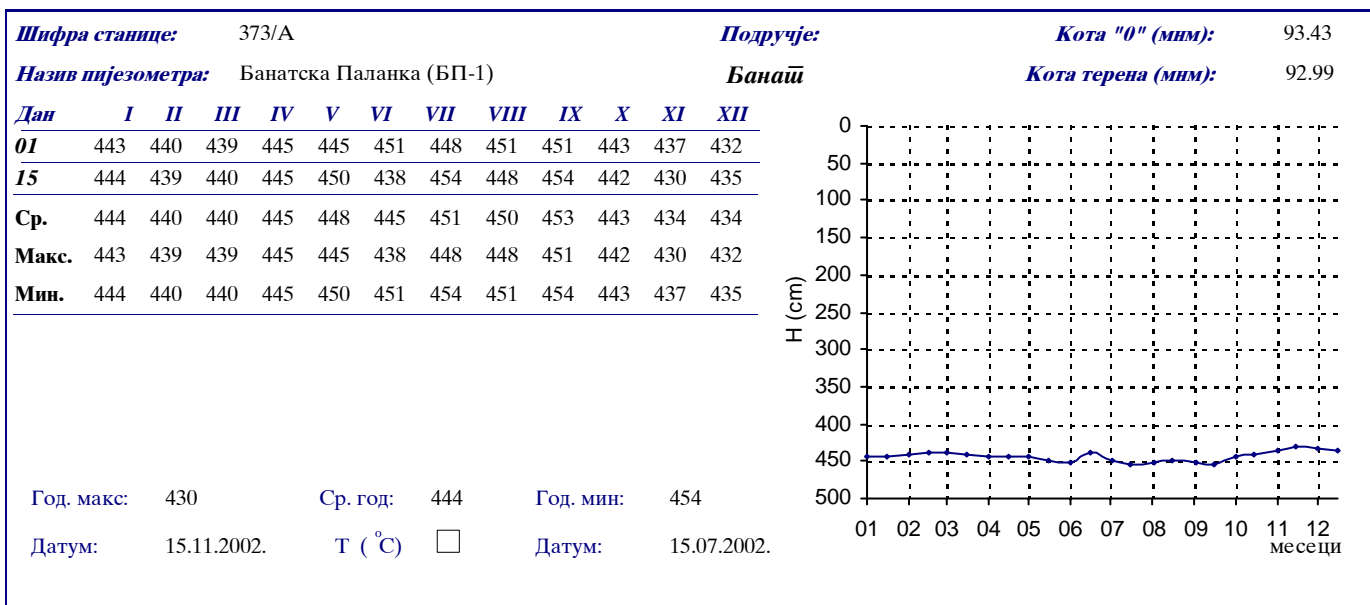 Шифра станице: 373/А Подручје: Кота "0" (мнм): 93.43
Назив пијезометра: Банатска Паланка (БП-1) Банат Кота терена (мнм): 92.99
Дан I II III IV V VI VII VIII IX X XI XII
01 443 440 439 445 445 451 448 451 451 443 437 432
15 444 439 440 445 450 438 454 448 454 442 430 435
Ср. 444 440 440 445 448 445 451 450 453 443 434 434
Макс. 443 439 439 445 445 438 448 448 451 442 430 432
Мин. 444 440 440 445 450 451 454 451 454 443 437 435
0
50
100
150
200
250
300
350
400
450
500
H (cm)
01 02 03 04 05 06 07 08 09 10 11 12
месеци
Год. макс: 430 Ср. год: 444 Год. мин: 454
Датум: 15.11.2002. Т (°C) Датум: 15.07.2002.